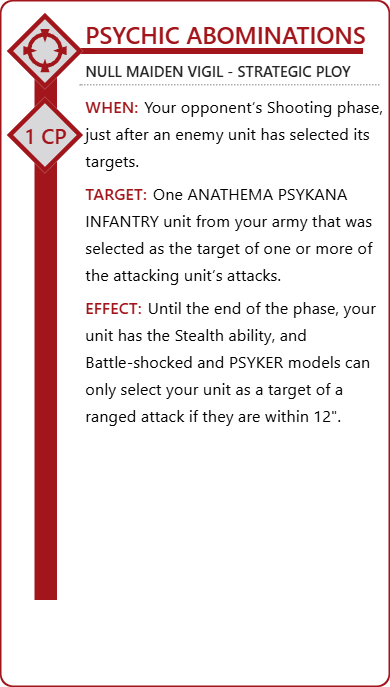 PSYCHIC ABOMINATIONS
NULL MAIDEN VIGIL - STRATEGIC PLOY
1 CP
WHEN: Your opponent’s Shooting phase,
just after an enemy unit has selected its
targets.
TARGET: One ANATHEMA PSYKANA
INFANTRY unit from your army that was
selected as the target of one or more of
the attacking unit’s attacks.
EFFECT: Until the end of the phase, your
unit has the Stealth ability, and
Battle-shocked and PSYKER models can
only select your unit as a target of a
ranged attack if they are within 12".